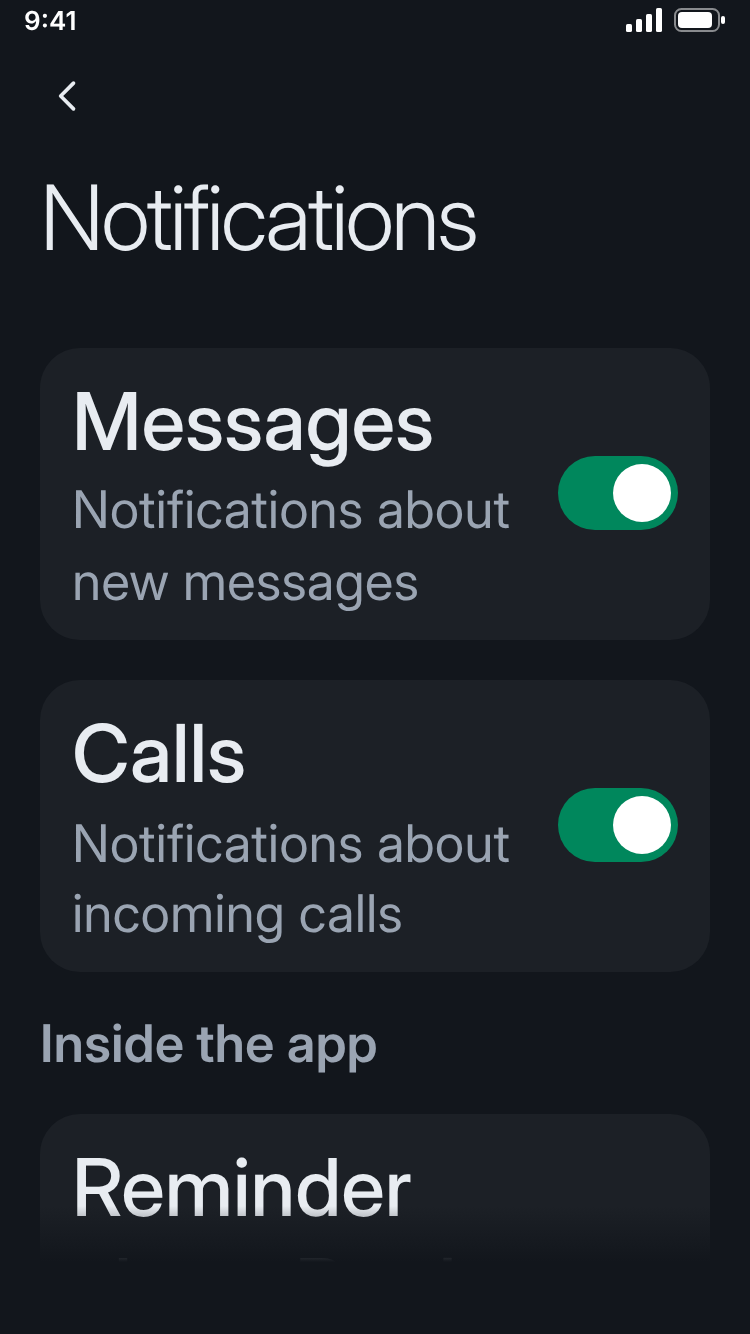 9:41
Notifications
Messages
Notifications about
new messages
Calls
Notifications about
incoming calls
Inside the app
Reminder